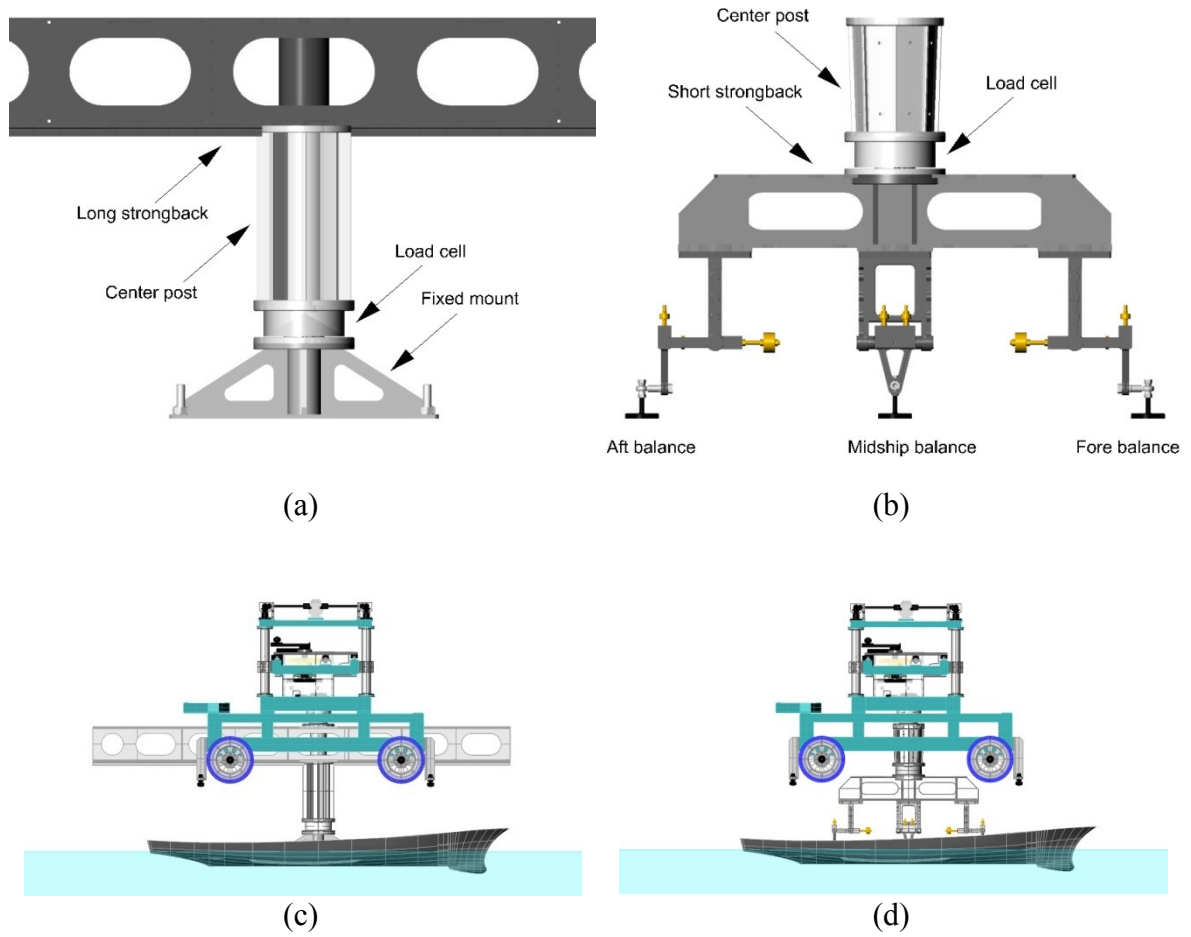 Long strongback
Center post
Load cell
Fixed mount
(a)
Center post
Short strongback
Load cell
Aft balance
Midship balance
Fore balance
(b)
(c)
(d)